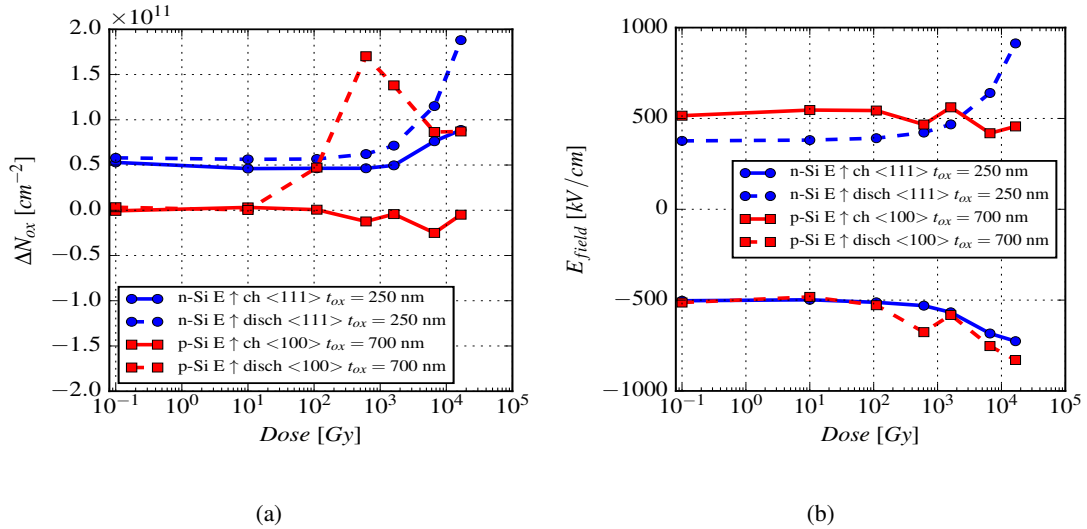 ×10^11
2.0
1.5
1.0
0.5
0.0
−0.5
−1.0
−1.5
−2.0
ΔN_ox [cm^−2]
n-Si E ↑ ch <111> t_ox = 250 nm
n-Si E ↑ disch <111> t_ox = 250 nm
p-Si E ↑ ch <100> t_ox = 700 nm
p-Si E ↑ disch <100> t_ox = 700 nm
10^−1 10^0 10^1 10^2 10^3 10^4 10^5
Dose [Gy]
(a)
1000
500
0
−500
−1000
E_field [kV/cm]
n-Si E ↑ ch <111> t_ox = 250 nm
n-Si E ↑ disch <111> t_ox = 250 nm
p-Si E ↑ ch <100> t_ox = 700 nm
p-Si E ↑ disch <100> t_ox = 700 nm
10^−1 10^0 10^1 10^2 10^3 10^4 10^5
Dose [Gy]
(b)